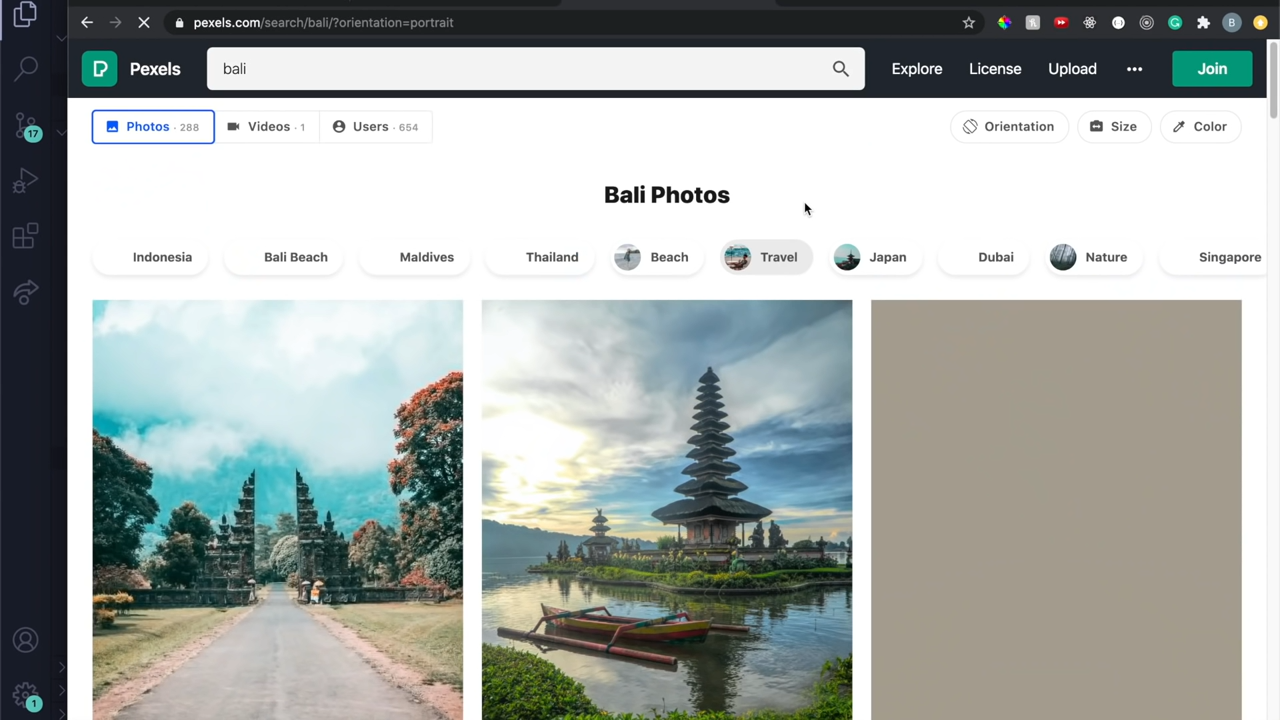 pexels.com/search/bali/?orientation=portrait
B
Pexels
bali
Explore
License
Upload
Join
Photos · 288
Videos · 1
Users · 654
Orientation
Size
Color
17
Bali Photos
Indonesia
Bali Beach
Maldives
Thailand
Beach
Travel
Japan
Dubai
Nature
Singapore
1